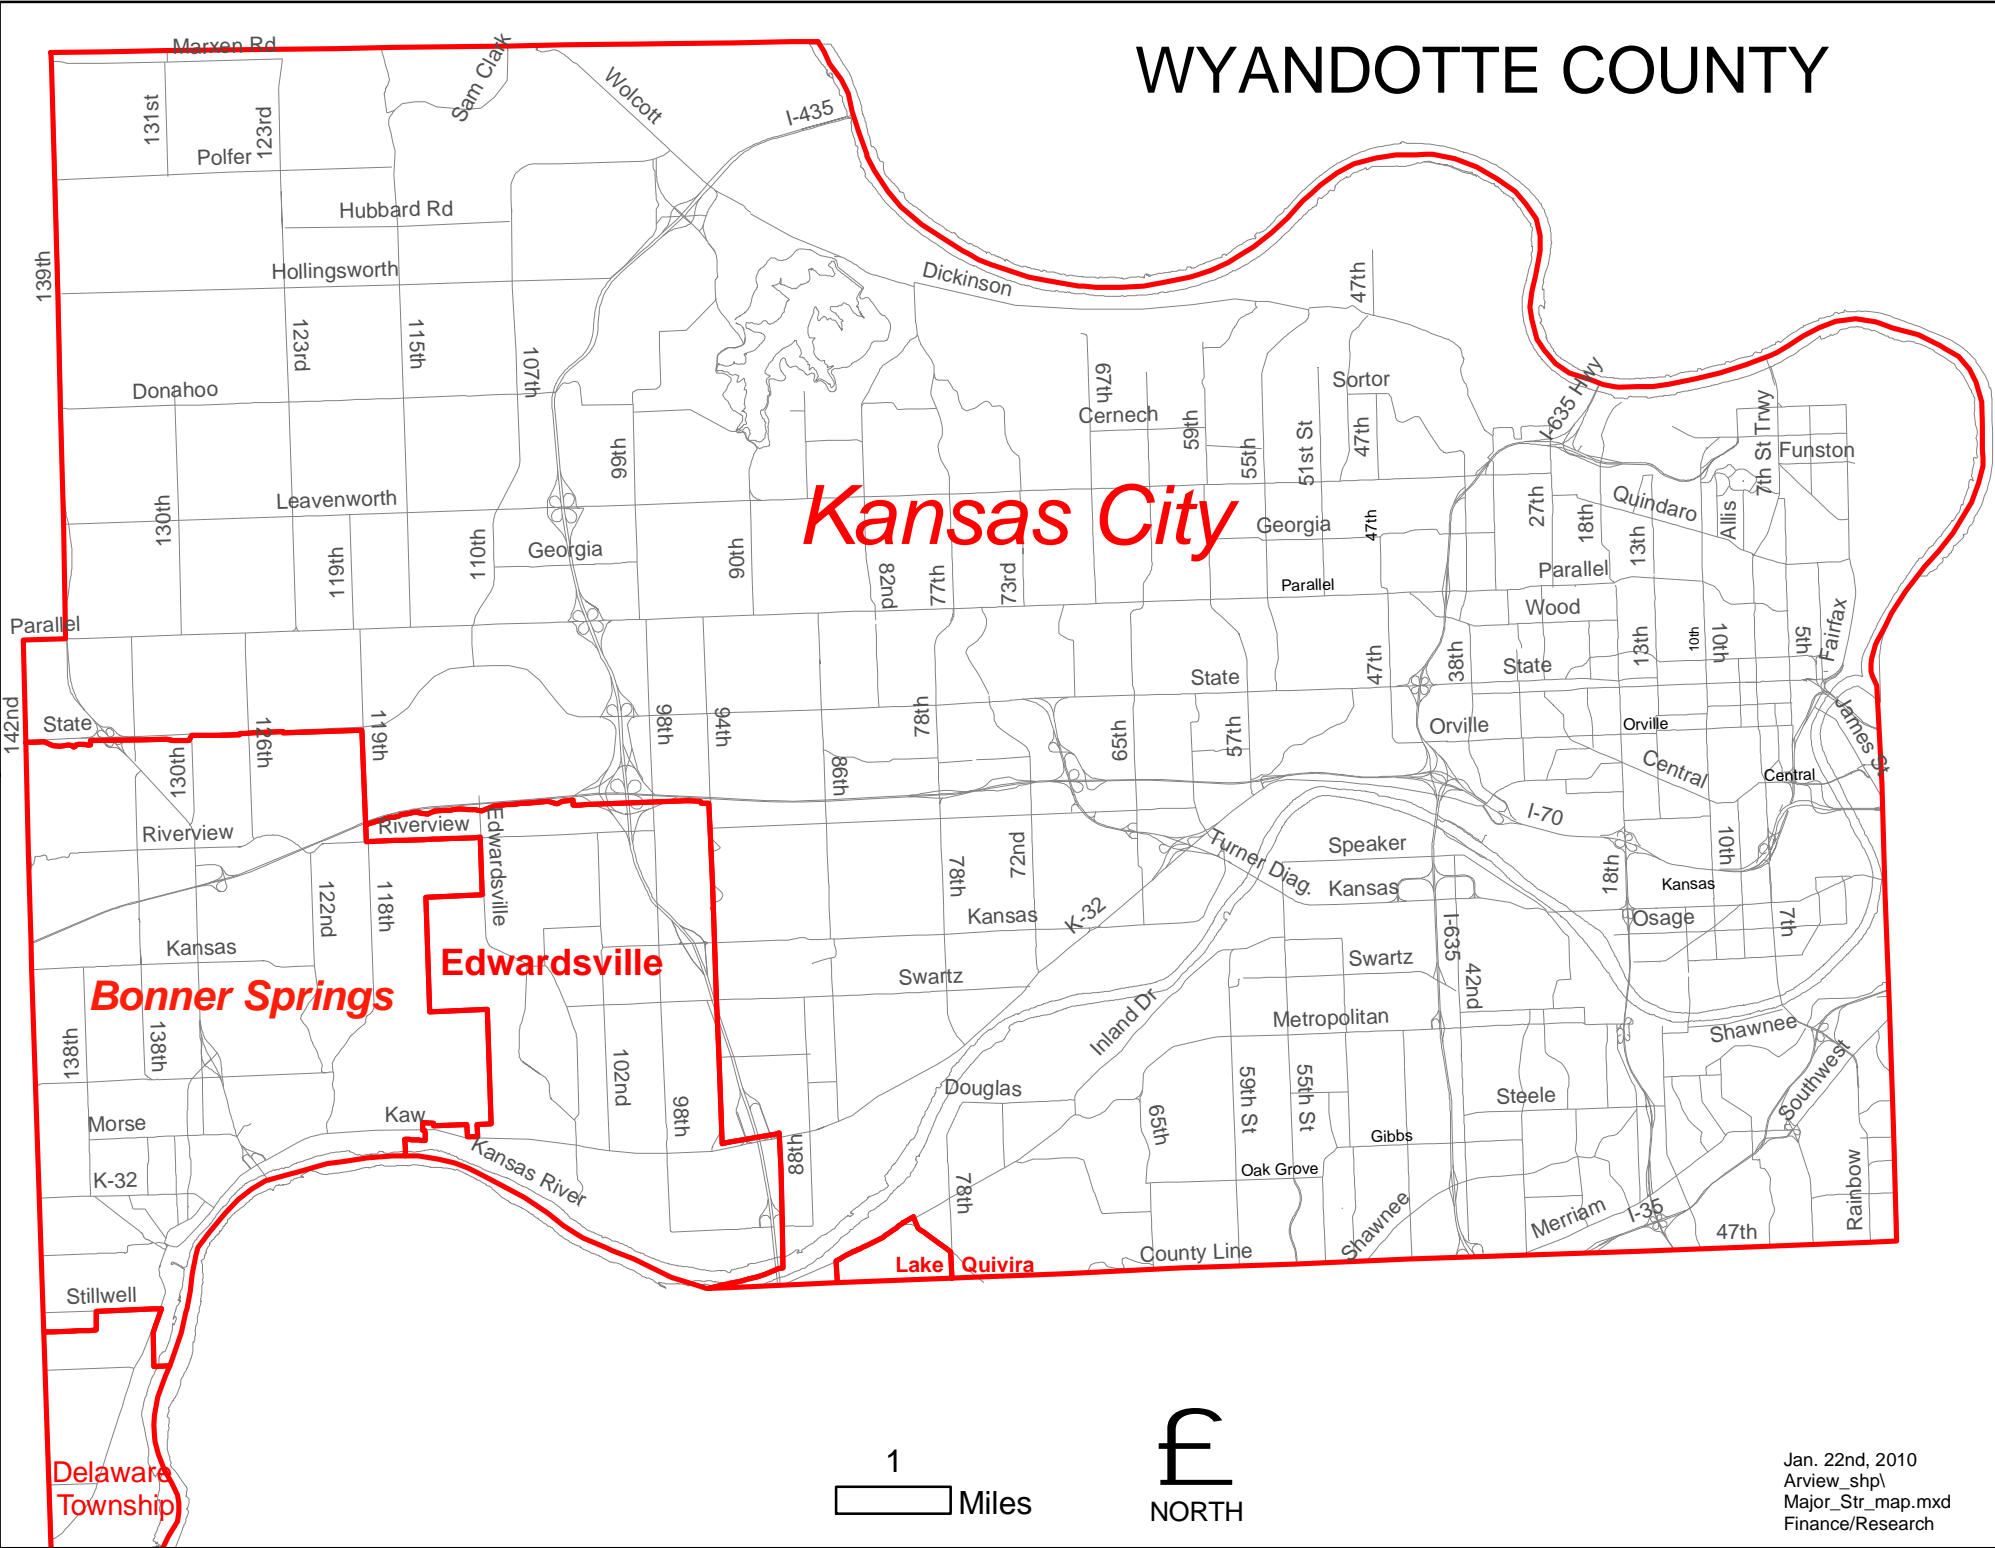 WYANDOTTE COUNTY
Marxen Rd
Sam Clark
Wolcott
I-435
131st
123rd
Polfer
Hubbard Rd
139th
Hollingsworth
Dickinson
47th
123rd
115th
107th
Donahoo
67th
Sortor
I-635 Hwy
Cernech
59th
55th
51st St
47th
7th St Trwy
Funston
99th
130th
Leavenworth
Kansas City
Georgia
47th
27th
18th
Quindaro
13th
Allis
119th
110th
Georgia
90th
82nd
77th
73rd
Parallel
Parallel
Wood
Parallel
Fairfax
142nd
State
126th
119th
130th
98th
94th
78th
86th
State
65th
57th
47th
38th
State
13th
10th
10th
5th
Orville
Orville
Central
Central
James St
Riverview
Riverview
Edwardsville
I-70
Turner Diag.
Speaker
Kansas
18th
10th
Kansas
Osage
7th
122nd
118th
78th
72nd
Kansas
K-32
I-635
Kansas
Edwardsville
Bonner Springs
Swartz
Swartz
42nd
138th
138th
Inland Dr
Metropolitan
Shawnee
Southwest
102nd
98th
Douglas
59th St
55th St
Steele
Morse
Kaw
Kansas River
88th
65th
Gibbs
Oak Grove
K-32
78th
Shawnee
Merriam
I-35
47th
Rainbow
County Line
Lake Quivira
Stillwell
Delaware
Township
1
Miles
£
NORTH
Jan. 22nd, 2010
Arview_shp\
Major_Str_map.mxd
Finance/Research